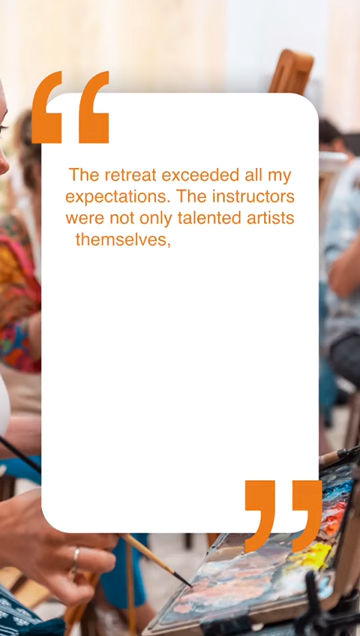 The retreat exceeded all my
expectations. The instructors
were not only talented artists
themselves,